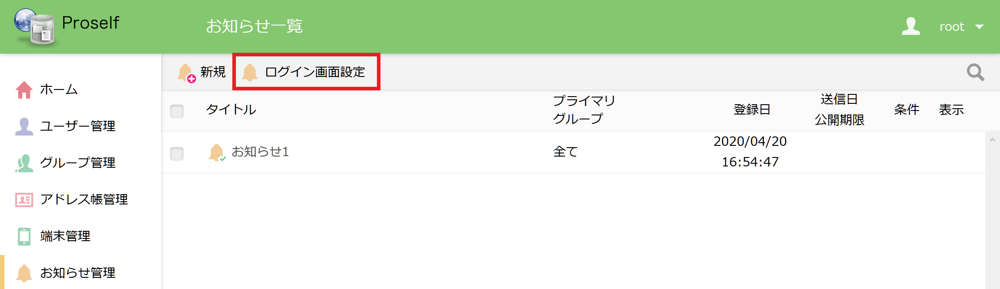 Proself
お知らせ一覧
root
新規
ログイン画面設定
ホーム
ユーザー管理
グループ管理
アドレス帳管理
端末管理
お知らせ管理
タイトル
プライマリ
グループ
登録日
送信日
公開期限
条件
表示
お知らせ1
全て
2020/04/20
16:54:47